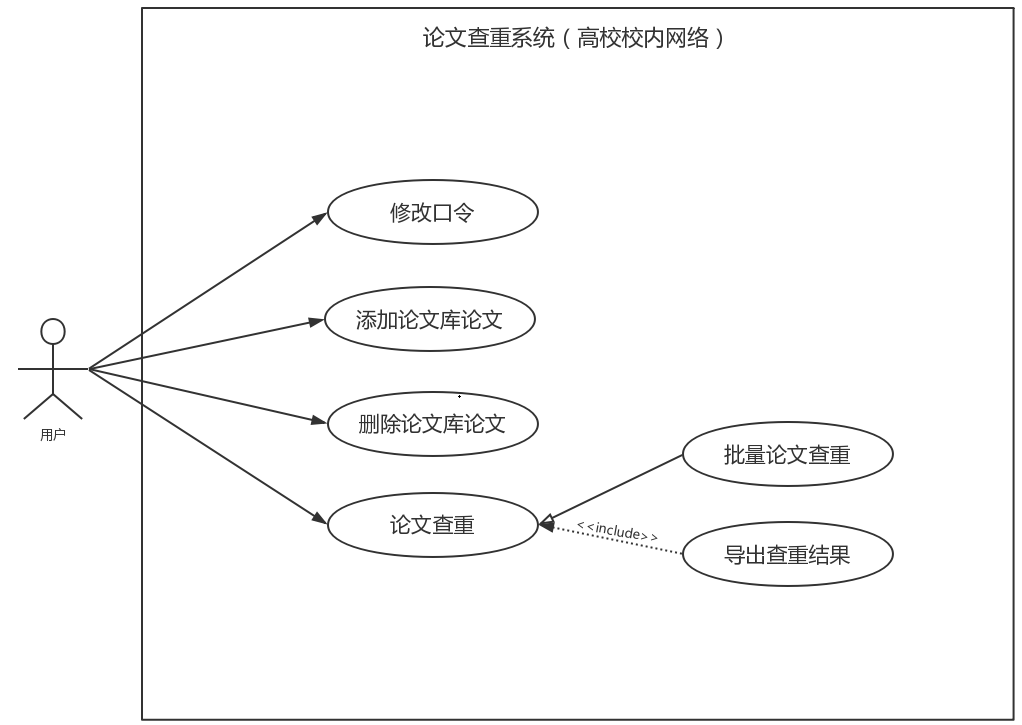 论文查重系统（高校校内网络）
修改口令
添加论文库论文
删除论文库论文
用户
批量论文查重
论文查重
<<include>>
导出查重结果